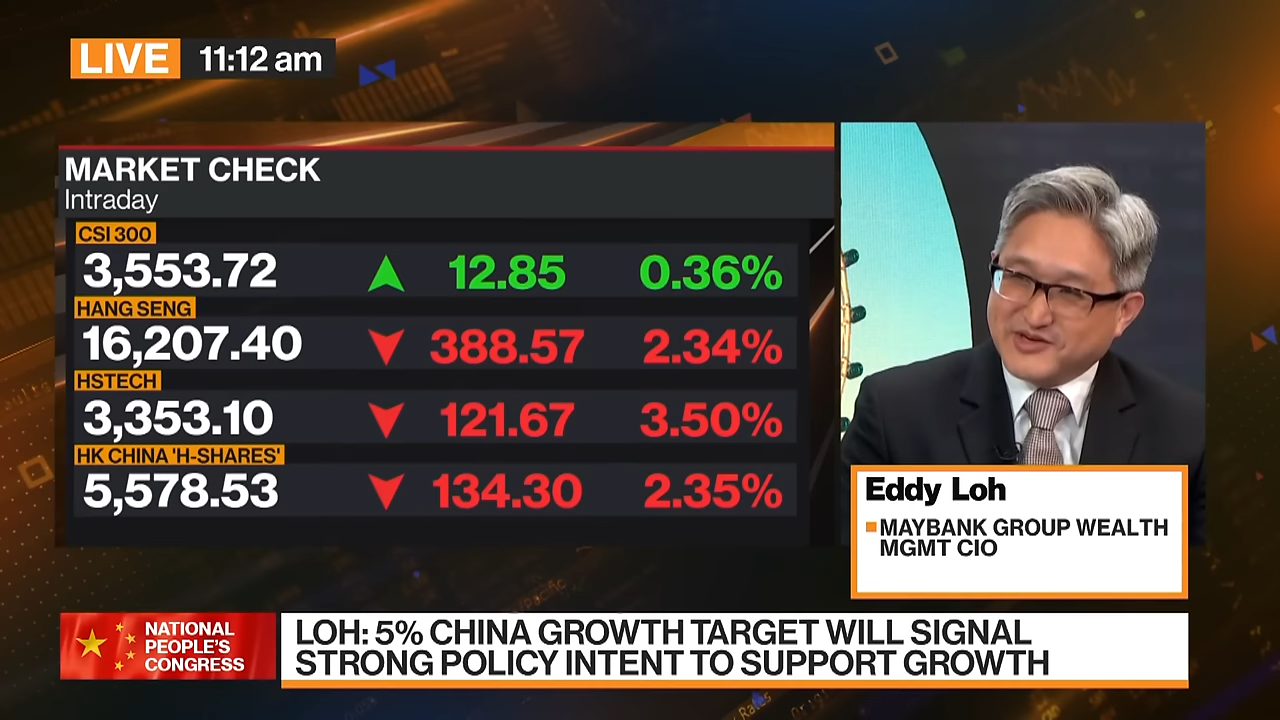 LIVE 11:12 am
MARKET CHECK
Intraday
CSI 300
3,553.72 12.85 0.36%
HANG SENG
16,207.40 388.57 2.34%
HSTECH
3,353.10 121.67 3.50%
HK CHINA 'H-SHARES'
5,578.53 134.30 2.35%
Eddy Loh
MAYBANK GROUP WEALTH
MGMT CIO
NATIONAL
PEOPLE'S
CONGRESS
LOH: 5% CHINA GROWTH TARGET WILL SIGNAL
STRONG POLICY INTENT TO SUPPORT GROWTH